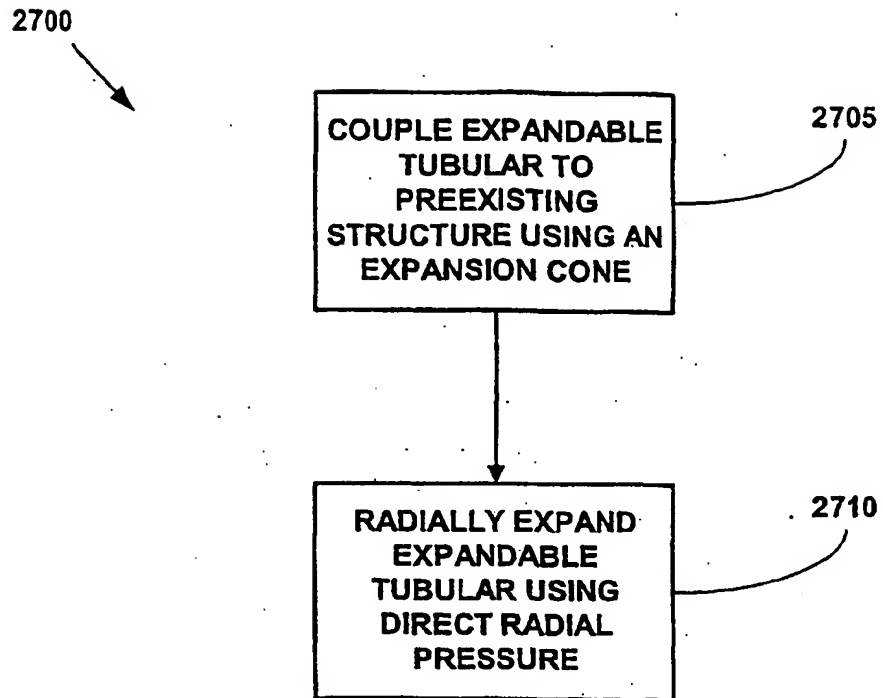 2700
COUPLE EXPANDABLE
TUBULAR TO
PREEXISTING
STRUCTURE USING AN
EXPANSION CONE
2705
RADIALLY EXPAND
EXPANDABLE
TUBULAR USING
DIRECT RADIAL
PRESSURE
2710